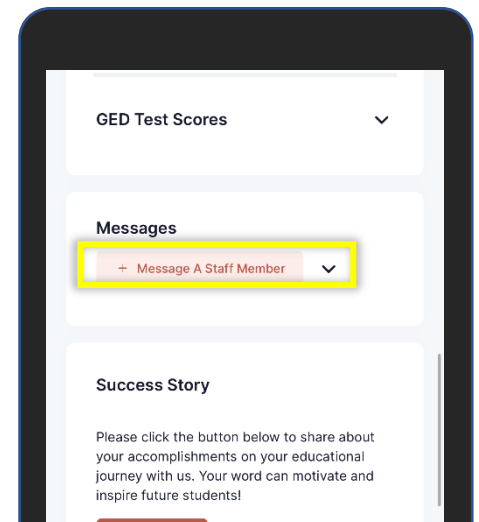 GED Test Scores
Messages
+ Message A Staff Member
Success Story
Please click the button below to share about
your accomplishments on your educational
journey with us. Your word can motivate and
inspire future students!